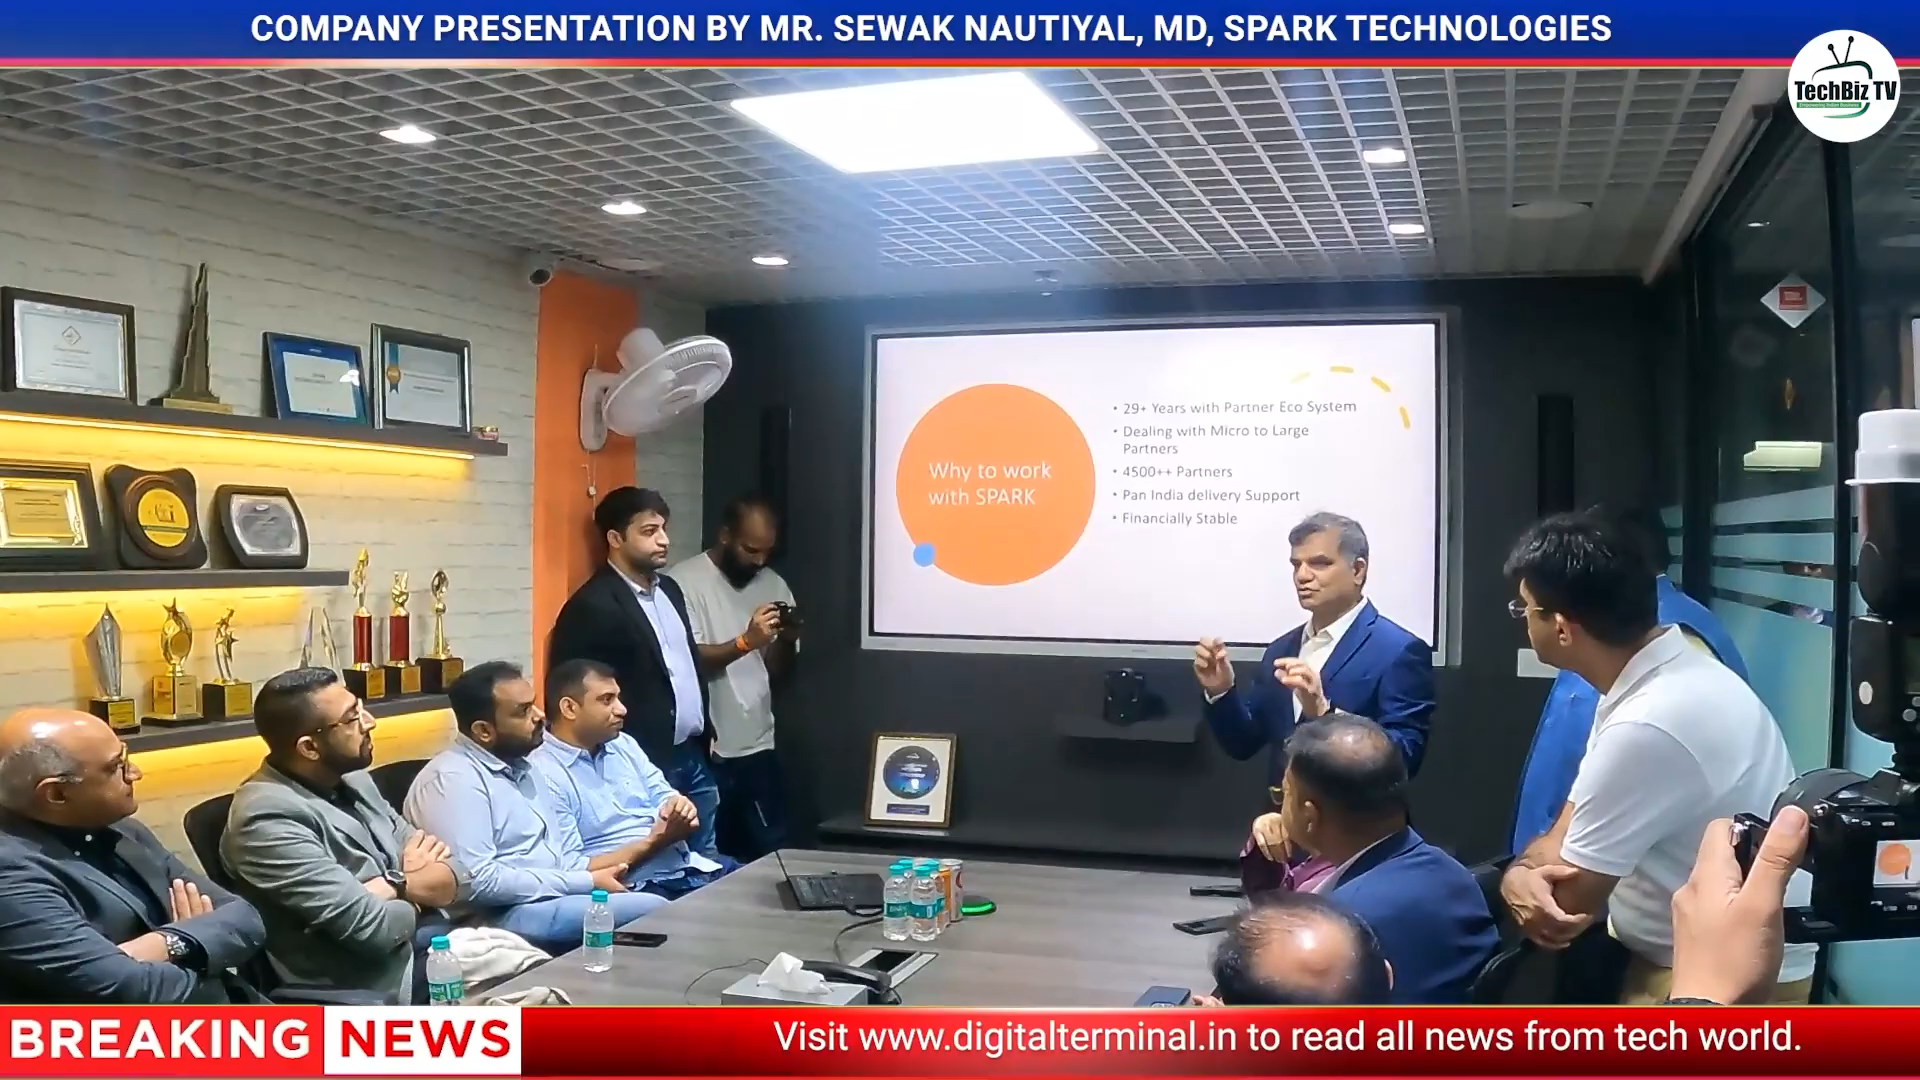 COMPANY PRESENTATION BY MR. SEWAK NAUTIYAL, MD, SPARK TECHNOLOGIES
TechBiz TV
Why to work
with SPARK
• 29+ Years with Partner Eco System
• Dealing with Micro to Large
Partners
• 4500++ Partners
• Pan India delivery Support
• Financially Stable
BREAKING NEWS
Visit www.digitalterminal.in to read all news from tech world.